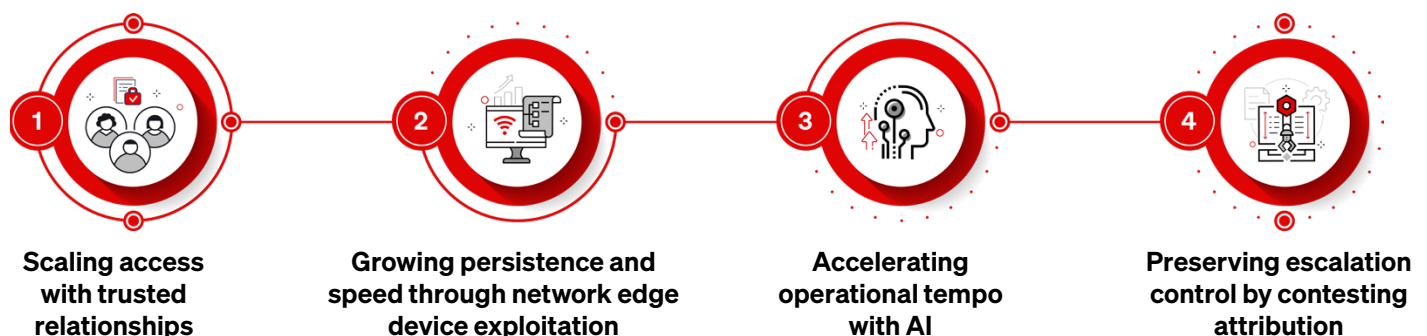 1
2
3
4
Scaling access
with trusted
relationships
Growing persistence and
speed through network edge
device exploitation
Accelerating
operational tempo
with AI
Preserving escalation
control by contesting
attribution